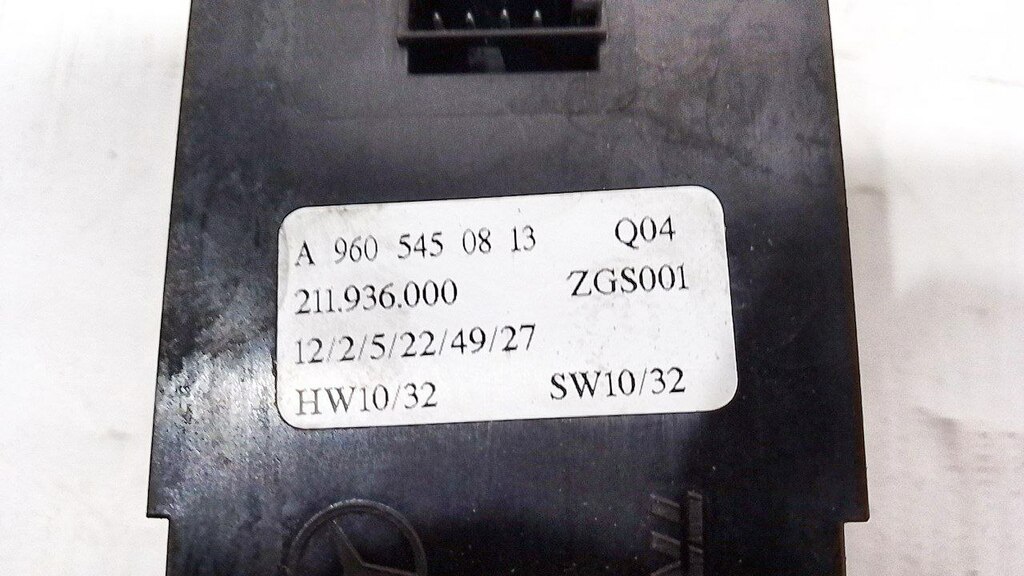 A 960 545 08 13 Q04
211.936.000 ZGS001
12/2/5/22/49/27
HW10/32 SW10/32